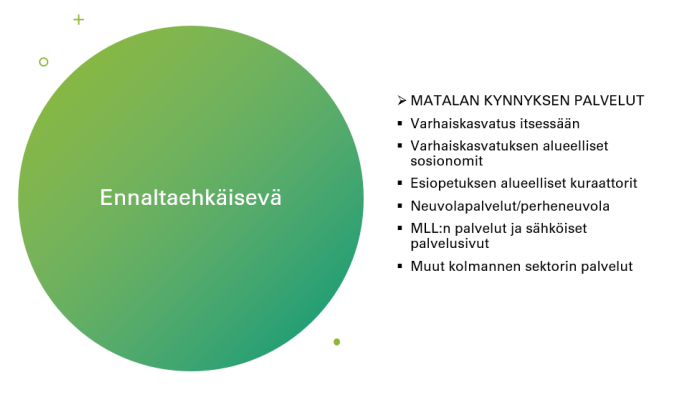 Ennaltaehkäisevä
➢ MATALAN KYNNYKSEN PALVELUT
▪ Varhaiskasvatus itsessään
▪ Varhaiskasvatuksen alueelliset
sosionomit
▪ Esiopetuksen alueelliset kuraattorit
▪ Neuvolapalvelut/perheneuvola
▪ MLL:n palvelut ja sähköiset
palvelusivut
▪ Muut kolmannen sektorin palvelut